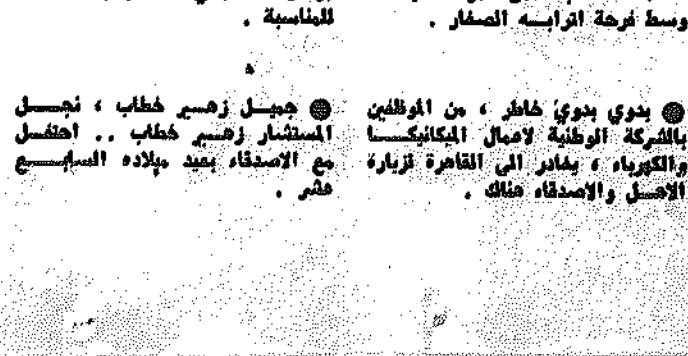 وسط فرحة اترابه الصغار .
بدوي بدوي خاطر ، من الموظفين
بالشركة الوطنية لاعمال الميكانيكا
والكهرباء ، يغادر الى القاهرة لزيارة
الاهل والاصدقاء هناك .
للمناسبة .
جميل زهير خطاب ، نجل
المستشار زهير خطاب .. احتفل
مع الاصدقاء بعيد ميلاده السابع
عشر .